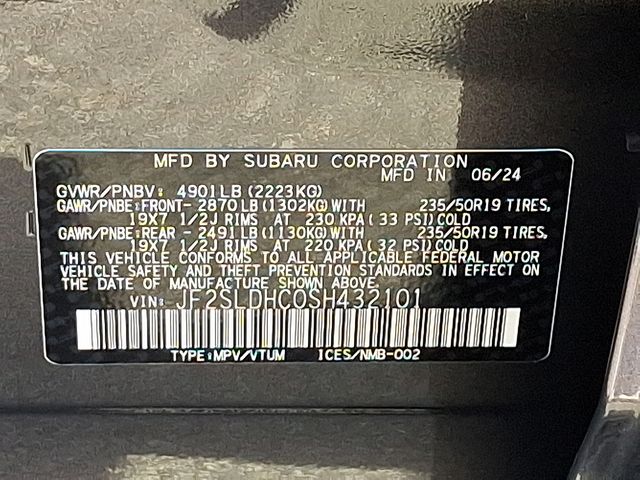 MFD BY SUBARU CORPORATION
MFD IN 06/24
GVWR/PNBV: 4901LB (2223KG)
GAWR/PNBE:FRONT- 2870LB (1302KG) WITH 235/50R19 TIRES,
19X7 1/2J RIMS AT 230 KPA( 33 PSI)COLD
GAWR/PNBE:REAR - 2491LB (1130KG) WITH 235/50R19 TIRES,
19X7 1/2J RIMS AT 220 KPA( 32 PSI)COLD
THIS VEHICLE CONFORMS TO ALL APPLICABLE FEDERAL MOTOR
VEHICLE SAFETY AND THEFT PREVENTION STANDARDS IN EFFECT ON
THE DATE OF MANUFACTURE SHOWN ABOVE.
VIN: JF2SLDHC0SH432101
TYPE:MPV/VTUM ICES/NMB-002